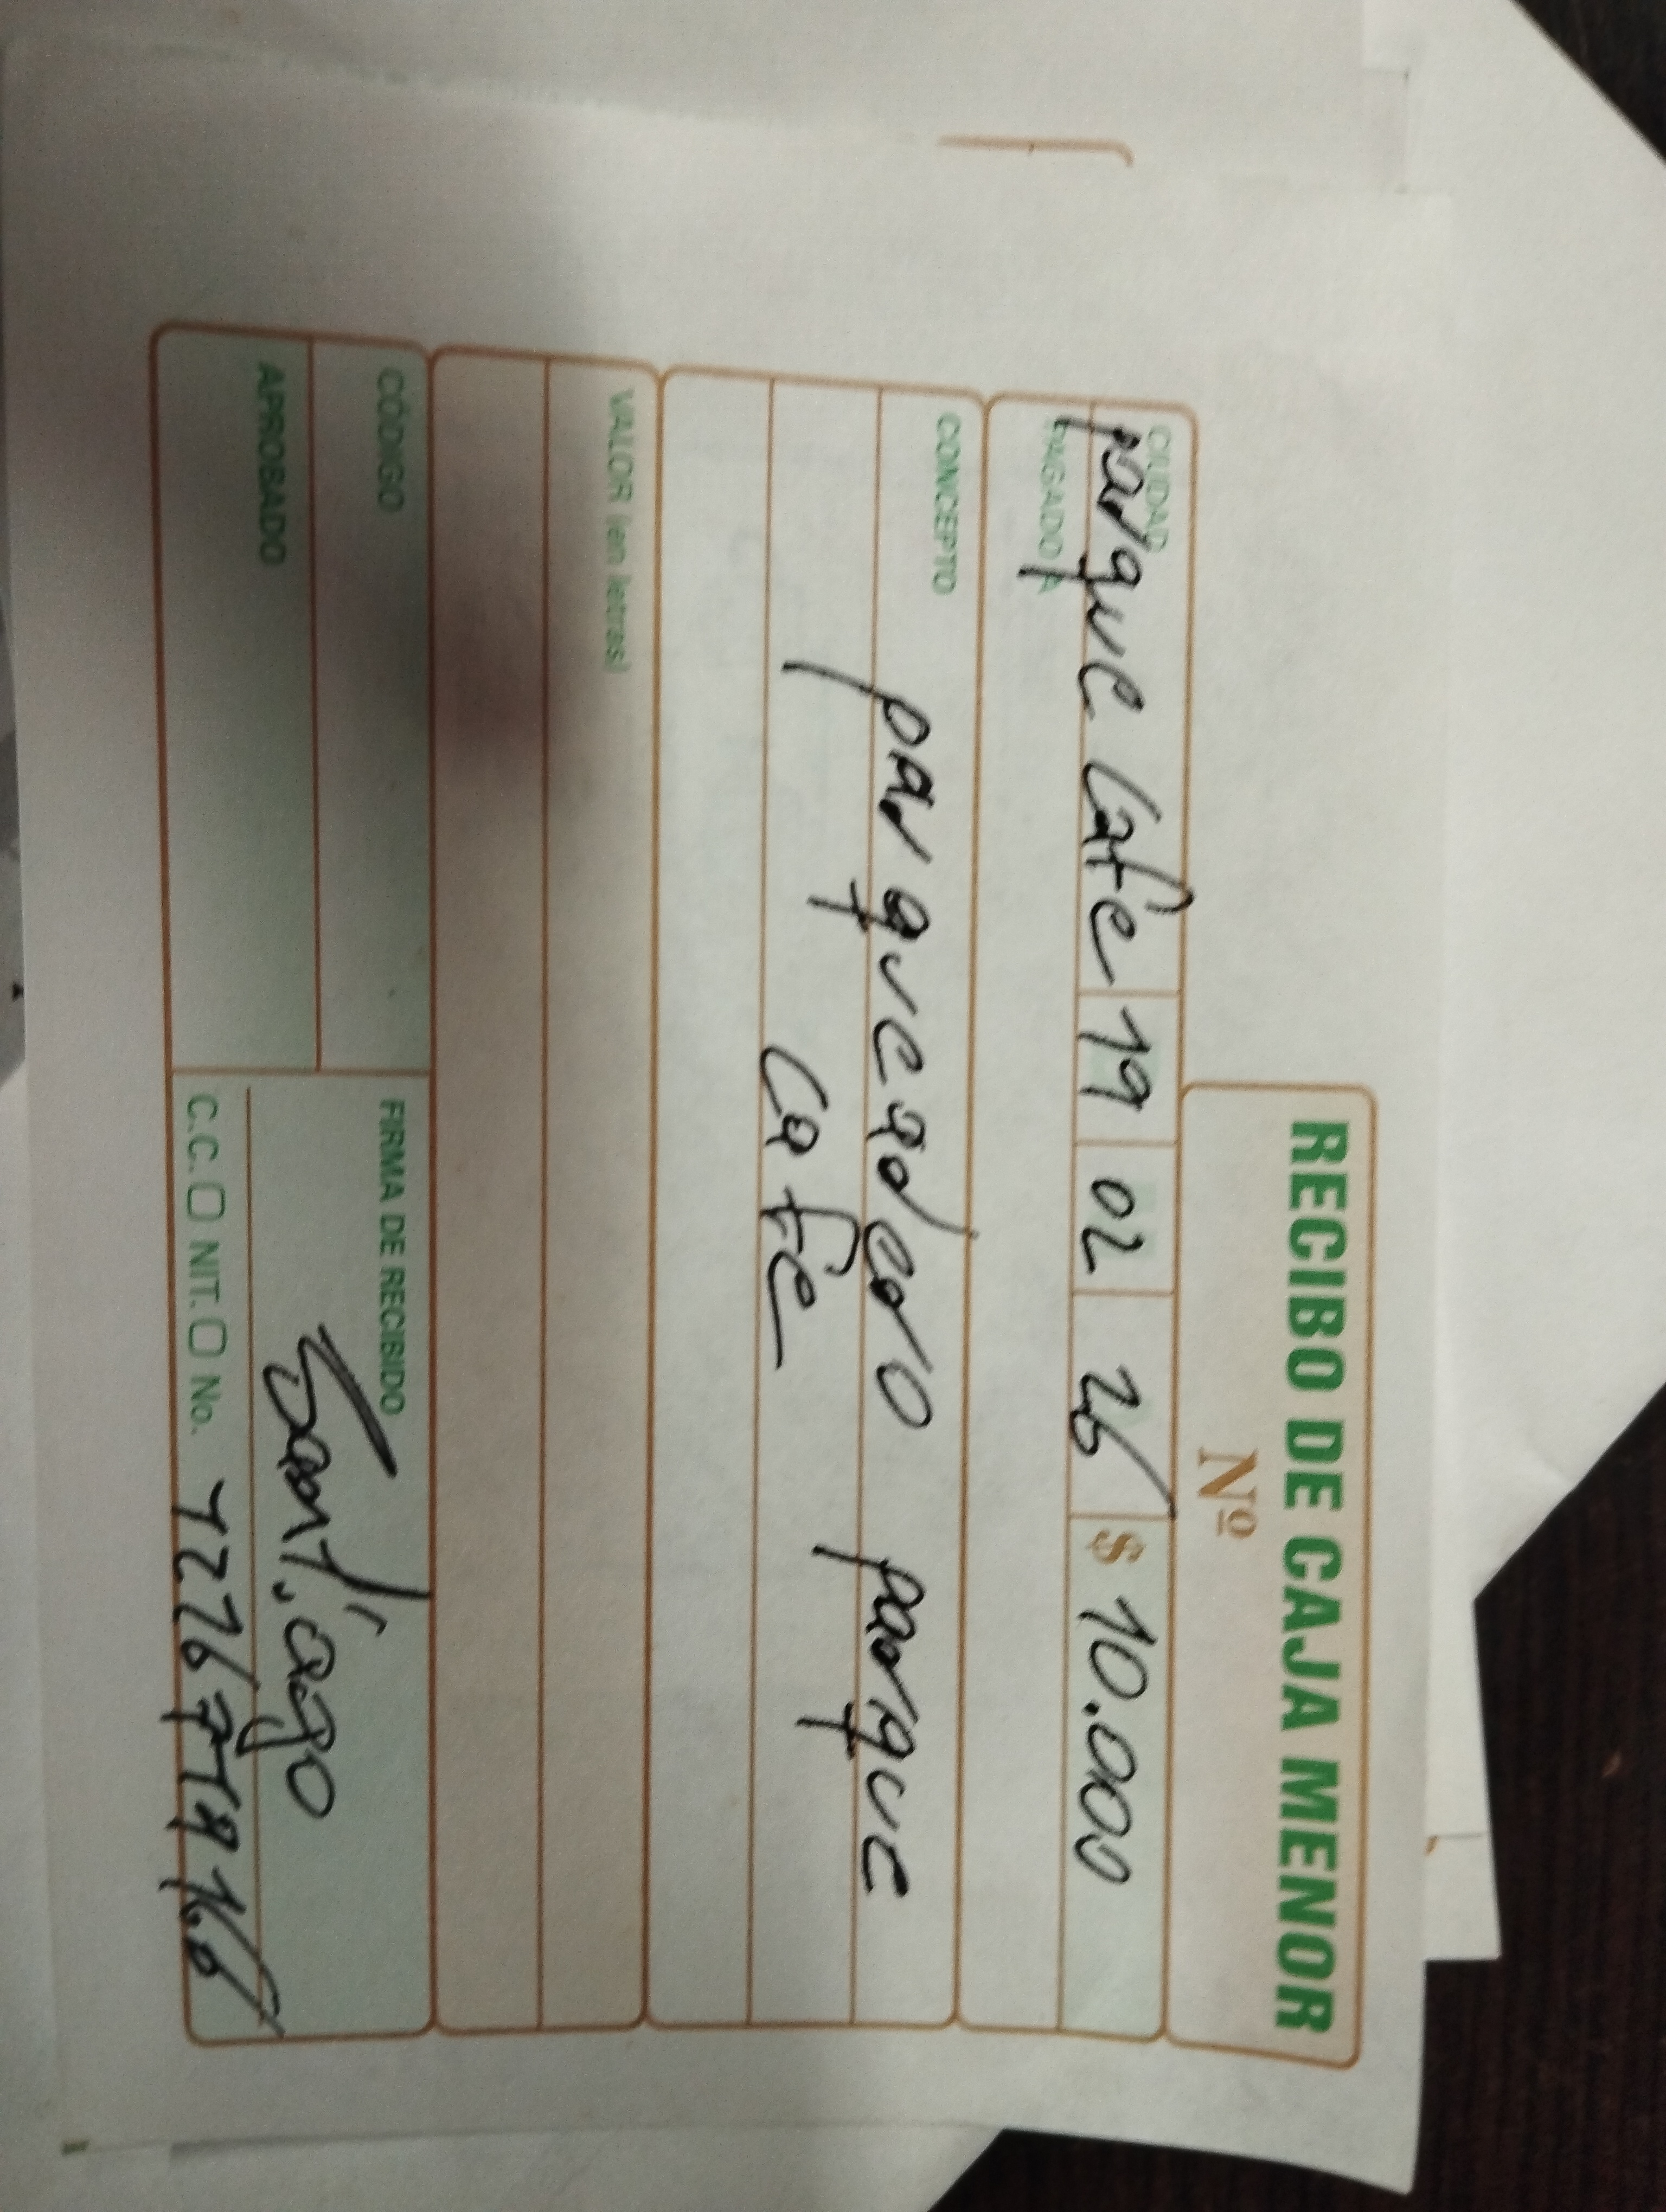 RECIBO DE CAJA MENOR
Nº
CIUDAD parque Cafe 19 02 26 $ 10.000
PAGADO A
CONCEPTO
parqueadero parque
Cafe
VALOR (en letras)
CÓDIGO
APROBADO
FIRMA DE RECIBIDO
Santiago
C.C. NIT. No.